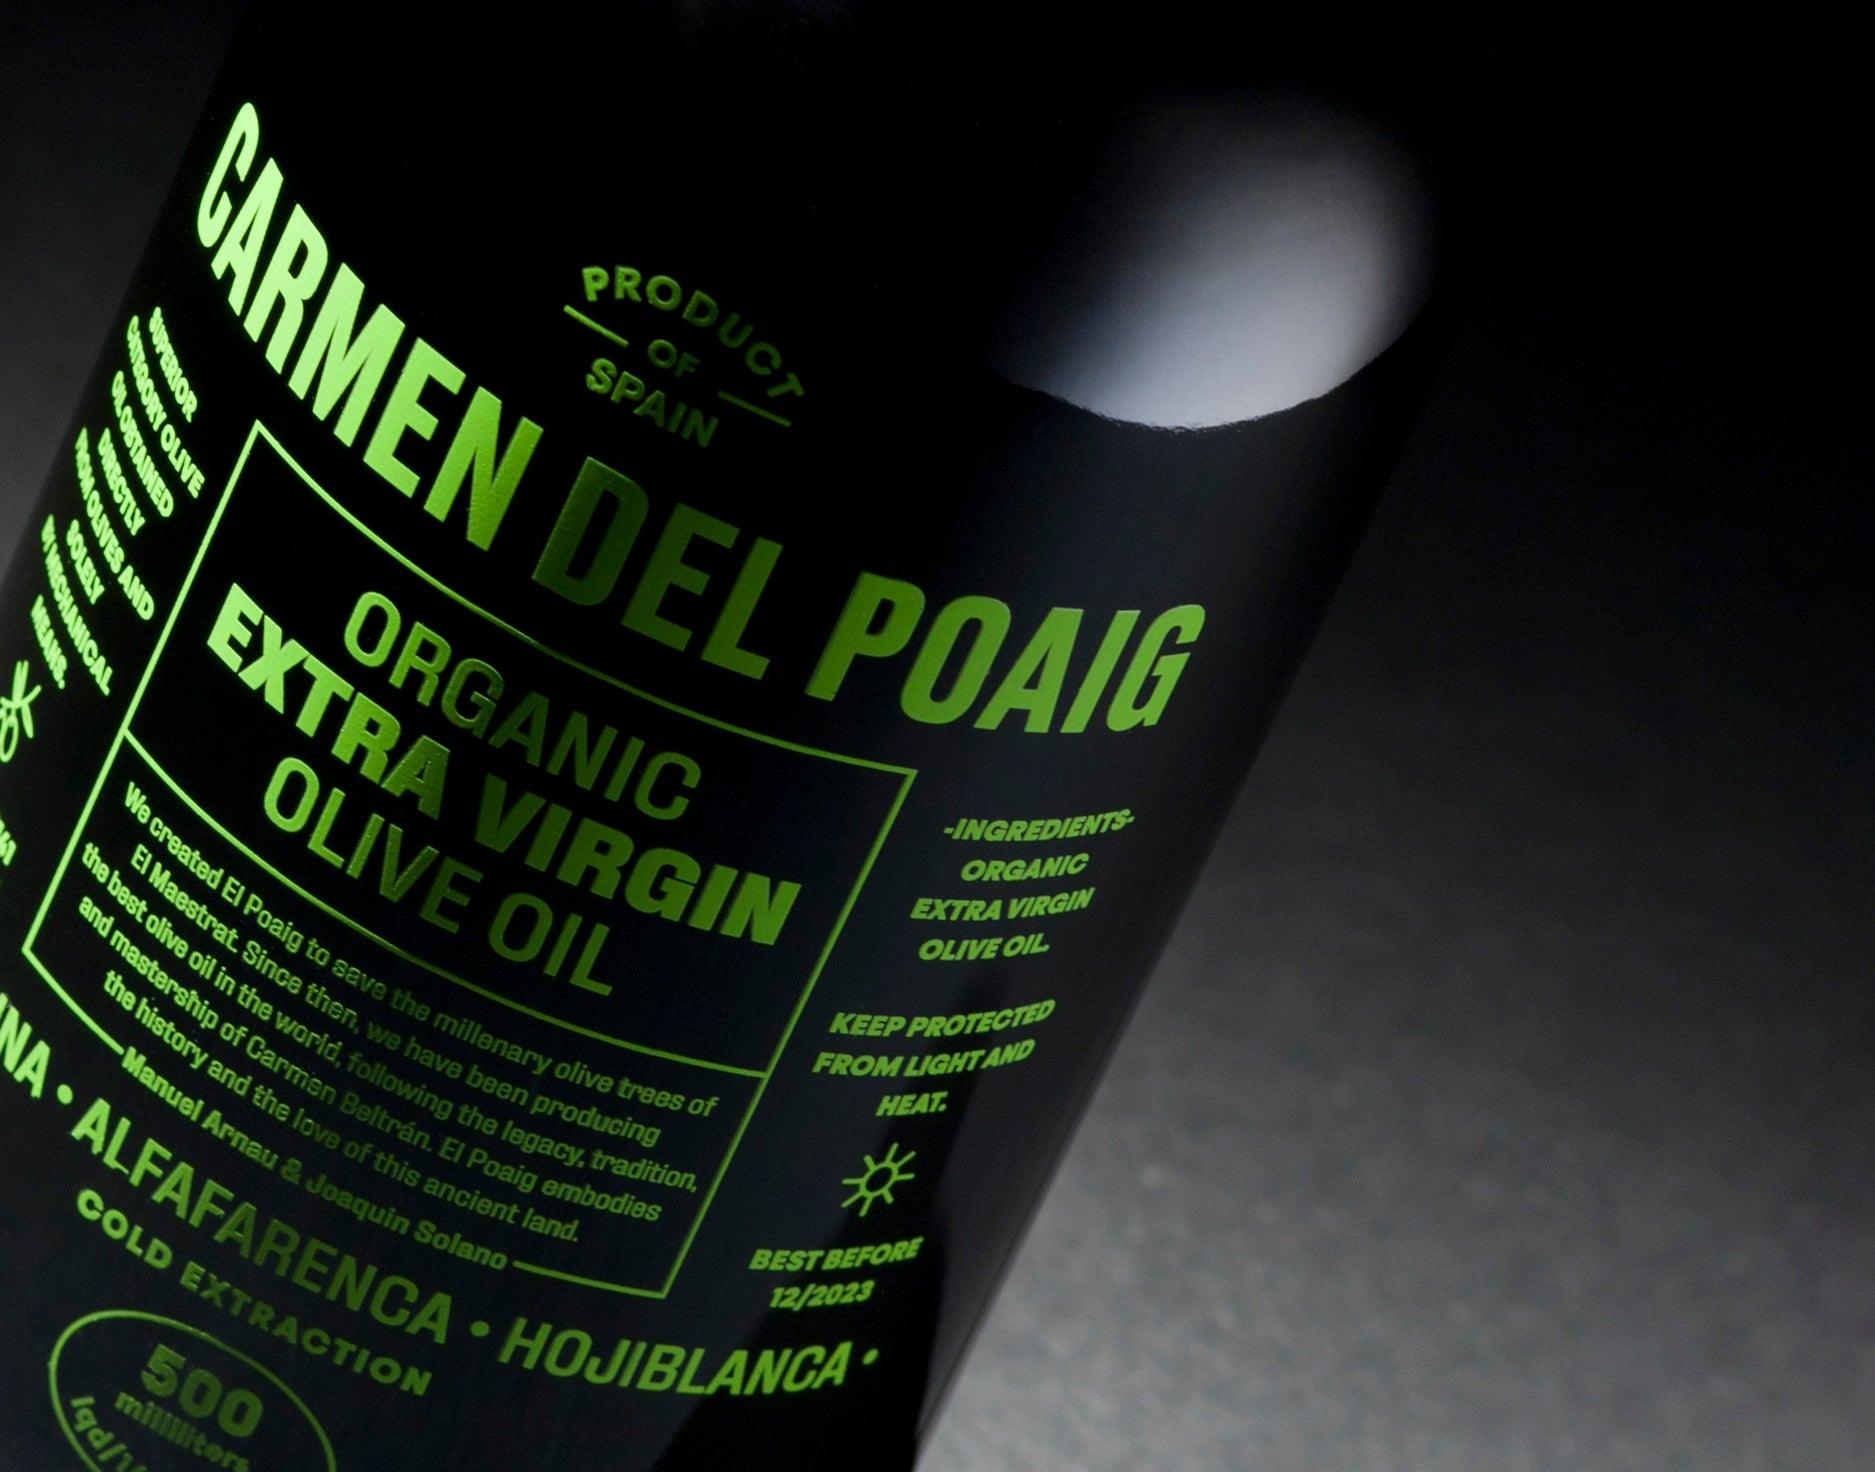 PRODUCT
OF
SPAIN
CARMEN DEL POAIG
SUPERIOR
CATEGORY OLIVE
OIL OBTAINED
DIRECTLY
FROM OLIVES AND
SOLELY
BY MECHANICAL
MEANS.
ORGANIC
EXTRA VIRGIN
OLIVE OIL
We created El Poaig to save the millenary olive trees of
El Maestrat. Since then, we have been producing
the best olive oil in the world, following the legacy, tradition,
and mastership of Carmen Beltrán. El Poaig embodies
the history and the love of this ancient land.
Manuel Arnau & Joaquin Solano
-INGREDIENTS-
ORGANIC
EXTRA VIRGIN
OLIVE OIL.
KEEP PROTECTED
FROM LIGHT AND
HEAT.
BEST BEFORE
12/2023
• ALFAFARENCA • HOJIBLANCA •
COLD EXTRACTION
500
milliliters